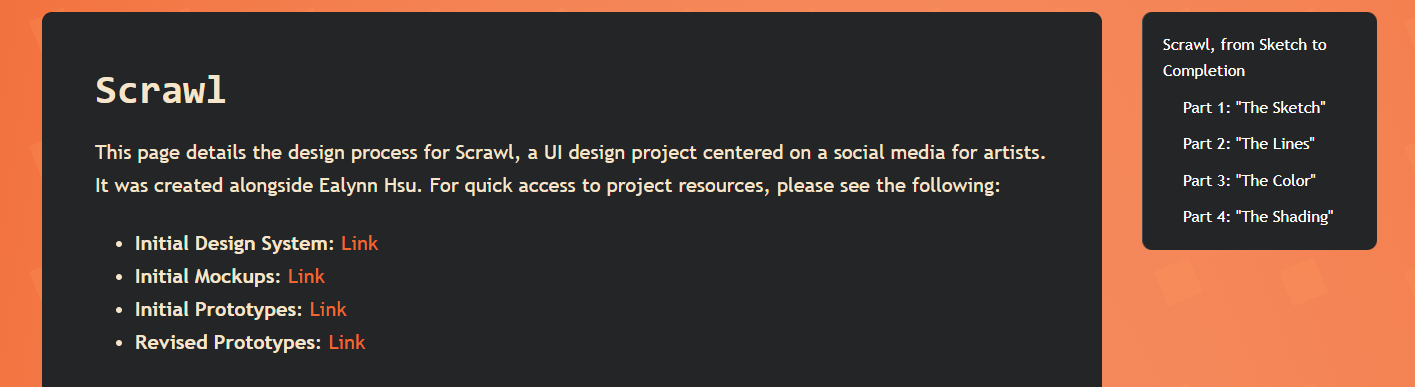 Scrawl
This page details the design process for Scrawl, a UI design project centered on a social media for artists.
It was created alongside Ealynn Hsu. For quick access to project resources, please see the following:
• Initial Design System: Link
• Initial Mockups: Link
• Initial Prototypes: Link
• Revised Prototypes: Link
Scrawl, from Sketch to
Completion
Part 1: "The Sketch"
Part 2: "The Lines"
Part 3: "The Color"
Part 4: "The Shading"